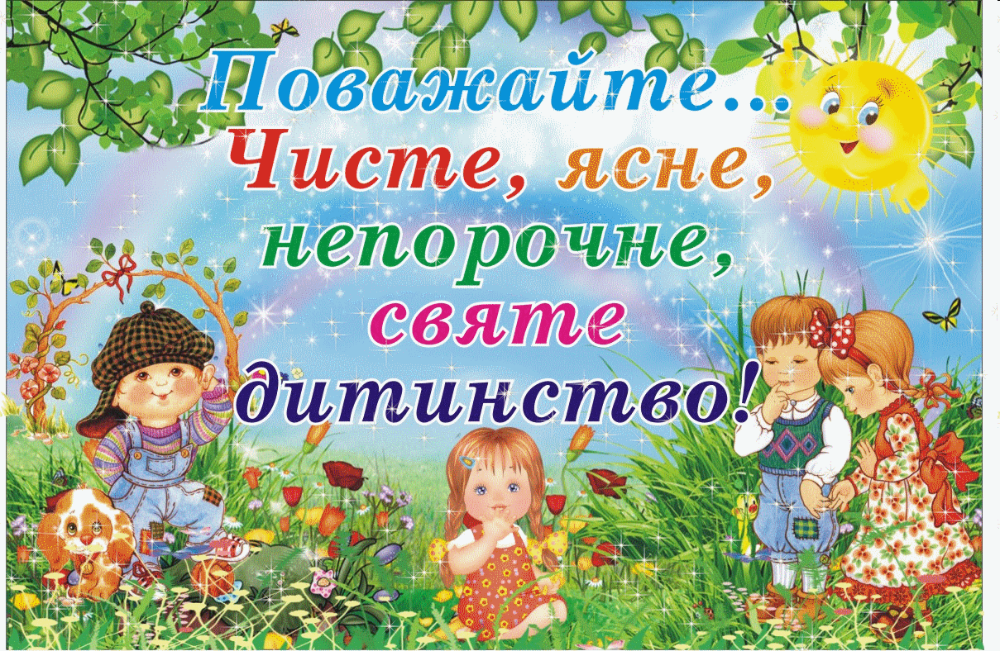 Поважайте...
Чисте, ясне,
непорочне,
святе
дитинство!